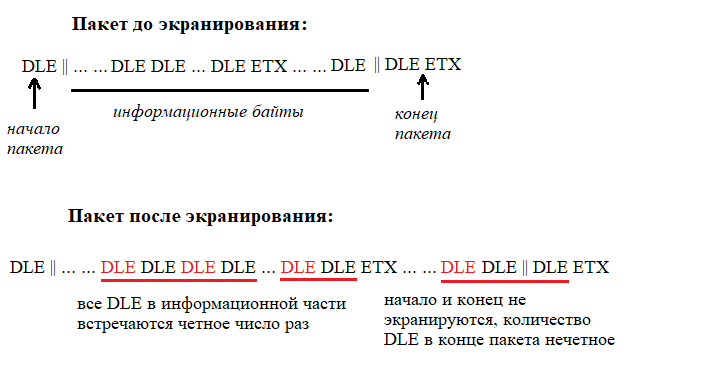 Пакет до экранирования:
DLE || ... ... DLE DLE ... DLE ETX ... ... DLE || DLE ETX
информационные байты
начало
пакета
конец
пакета
Пакет после экранирования:
DLE || ... ... DLE DLE DLE DLE ... DLE DLE ETX ... ... DLE DLE || DLE ETX
все DLE в информационной части
встречаются четное число раз
начало и конец не
экранируются, количество
DLE в конце пакета нечетное